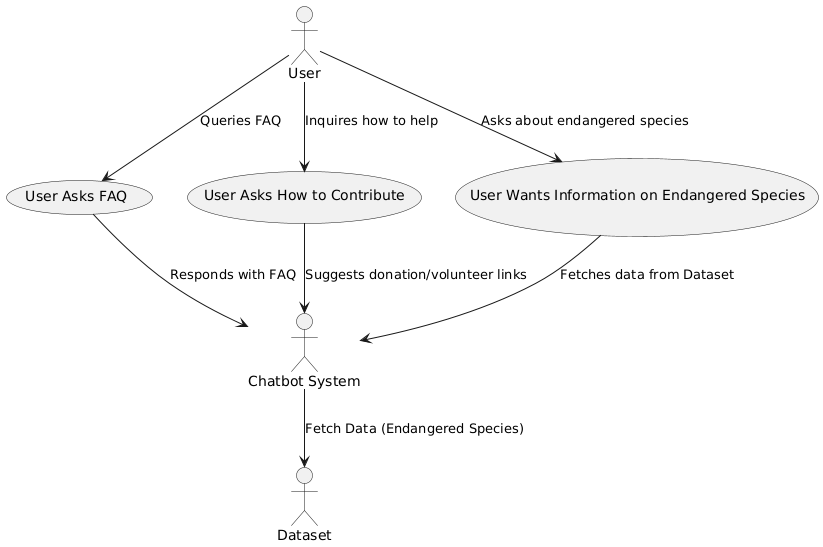 User
Queries FAQ
Inquires how to help
Asks about endangered species
User Asks FAQ
User Asks How to Contribute
User Wants Information on Endangered Species
Responds with FAQ
Suggests donation/volunteer links
Fetches data from Dataset
Chatbot System
Fetch Data (Endangered Species)
Dataset